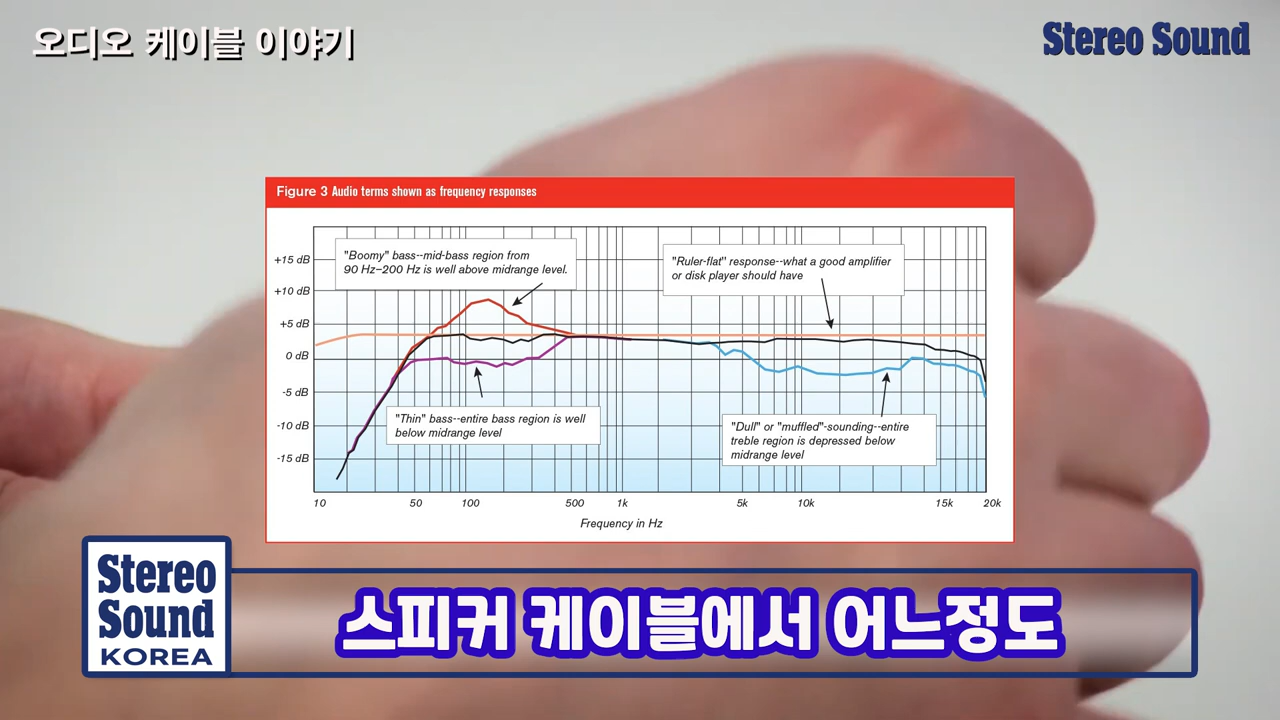 오디오 케이블 이야기
Stereo Sound
Figure 3 Audio terms shown as frequency responses
+15 dB
+10 dB
+5 dB
0 dB
-5 dB
-10 dB
-15 dB
"Boomy" bass--mid-bass region from
90 Hz–200 Hz is well above midrange level.
"Ruler-flat" response--what a good amplifier
or disk player should have
"Thin" bass--entire bass region is well
below midrange level
"Dull" or "muffled"-sounding--entire
treble region is depressed below
midrange level
10 50 100 500 1k 5k 10k 15k 20k
Frequency in Hz
Stereo
Sound
KOREA
스피커 케이블에서 어느정도